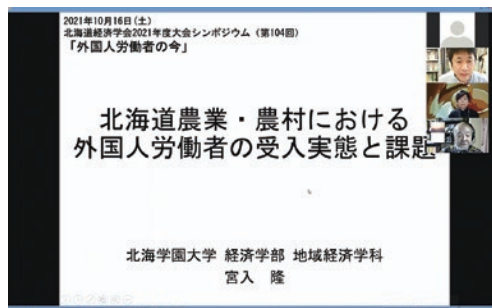 2021年10月16日(土)
北海道経済学会2021年度大会シンポジウム(第104回)
「外国人労働者の今」
北海道農業・農村における
外国人労働者の受入実態と課題
北海学園大学 経済学部 地域経済学科
宮入 隆